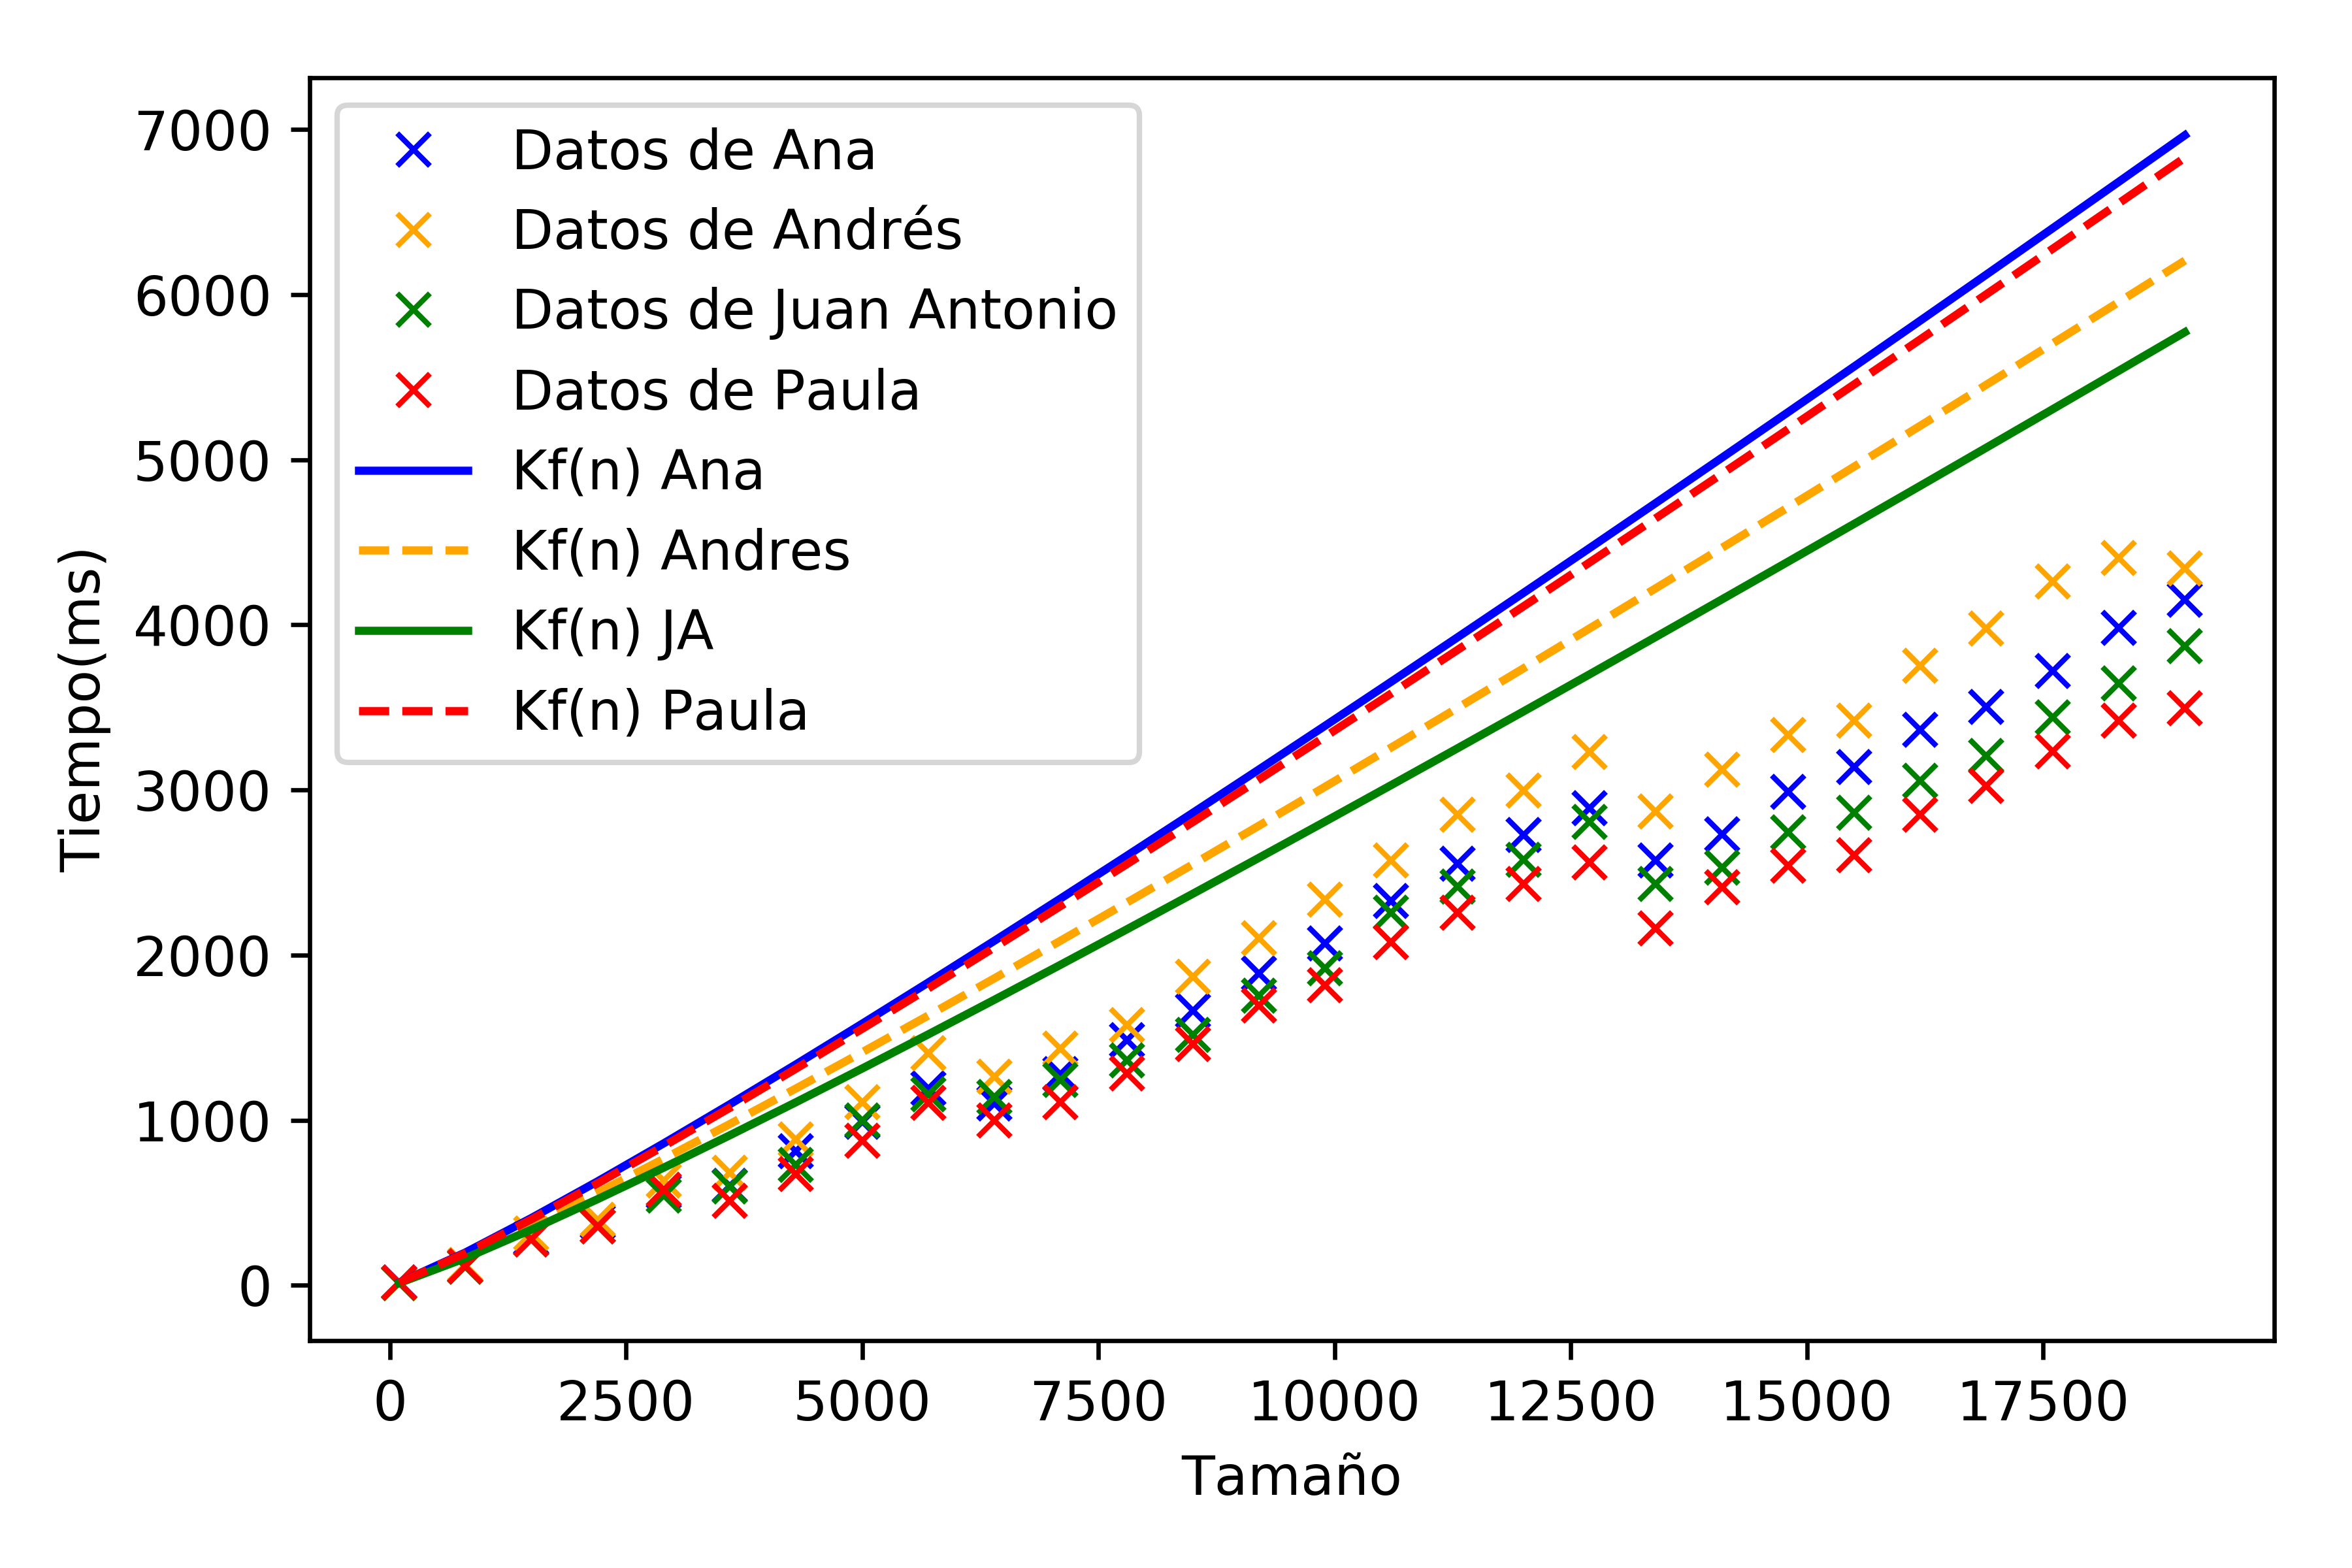 7000
6000
5000
4000
3000
2000
1000
0
Tiempo(ms)
Datos de Ana
Datos de Andrés
Datos de Juan Antonio
Datos de Paula
Kf(n) Ana
Kf(n) Andres
Kf(n) JA
Kf(n) Paula
0 2500 5000 7500 10000 12500 15000 17500
Tamaño